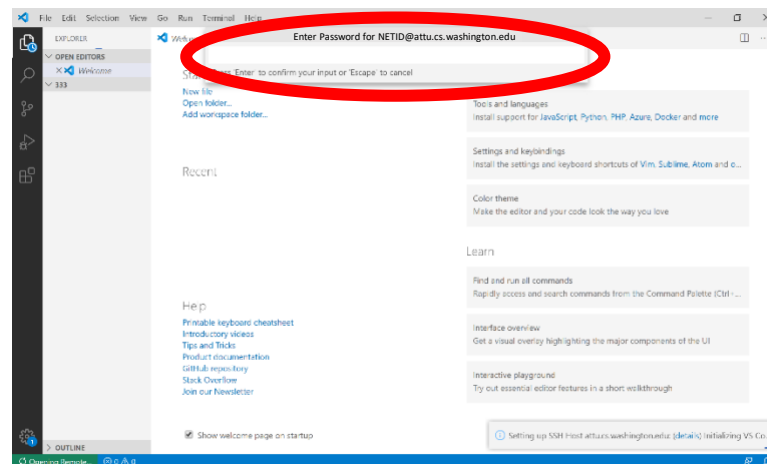 File Edit Selection View Go Run Terminal Help
Enter Password for NETID@attu.cs.washington.edu
'Enter' to confirm your input or 'Escape' to cancel
EXPLORER
OPEN EDITORS
Welcome
333
New file
Open folder...
Add workspace folder...
Recent
Help
Printable keyboard cheatsheet
Introductory videos
Tips and Tricks
Product documentation
GitHub repository
Stack Overflow
Join our Newsletter
Show welcome page on startup
Tools and languages
Install support for JavaScript, Python, PHP, Azure, Docker and more
Settings and keybindings
Install the settings and keyboard shortcuts of Vim, Sublime, Atom and o...
Color theme
Make the editor and your code look the way you love
Learn
Find and run all commands
Rapidly access and search commands from the Command Palette (Ctrl+...
Interface overview
Get a visual overlay highlighting the major components of the UI
Interactive playground
Try out essential editor features in a short walkthrough
Setting up SSH Host attu.cs.washington.edu: (details) Initializing VS Co
OUTLINE
Opening Remote... 0 0